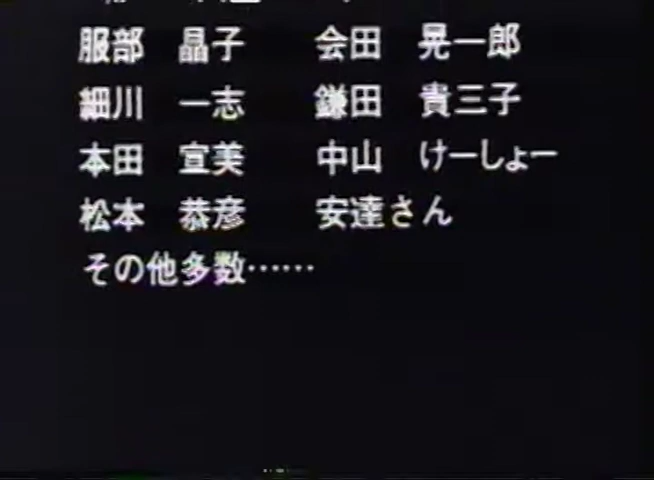 服部　晶子　　会田　晃一郎
細川　一志　　鎌田　貴三子
本田　宣美　　中山　けーしょー
松本　恭彦　　安達さん
その他多数……